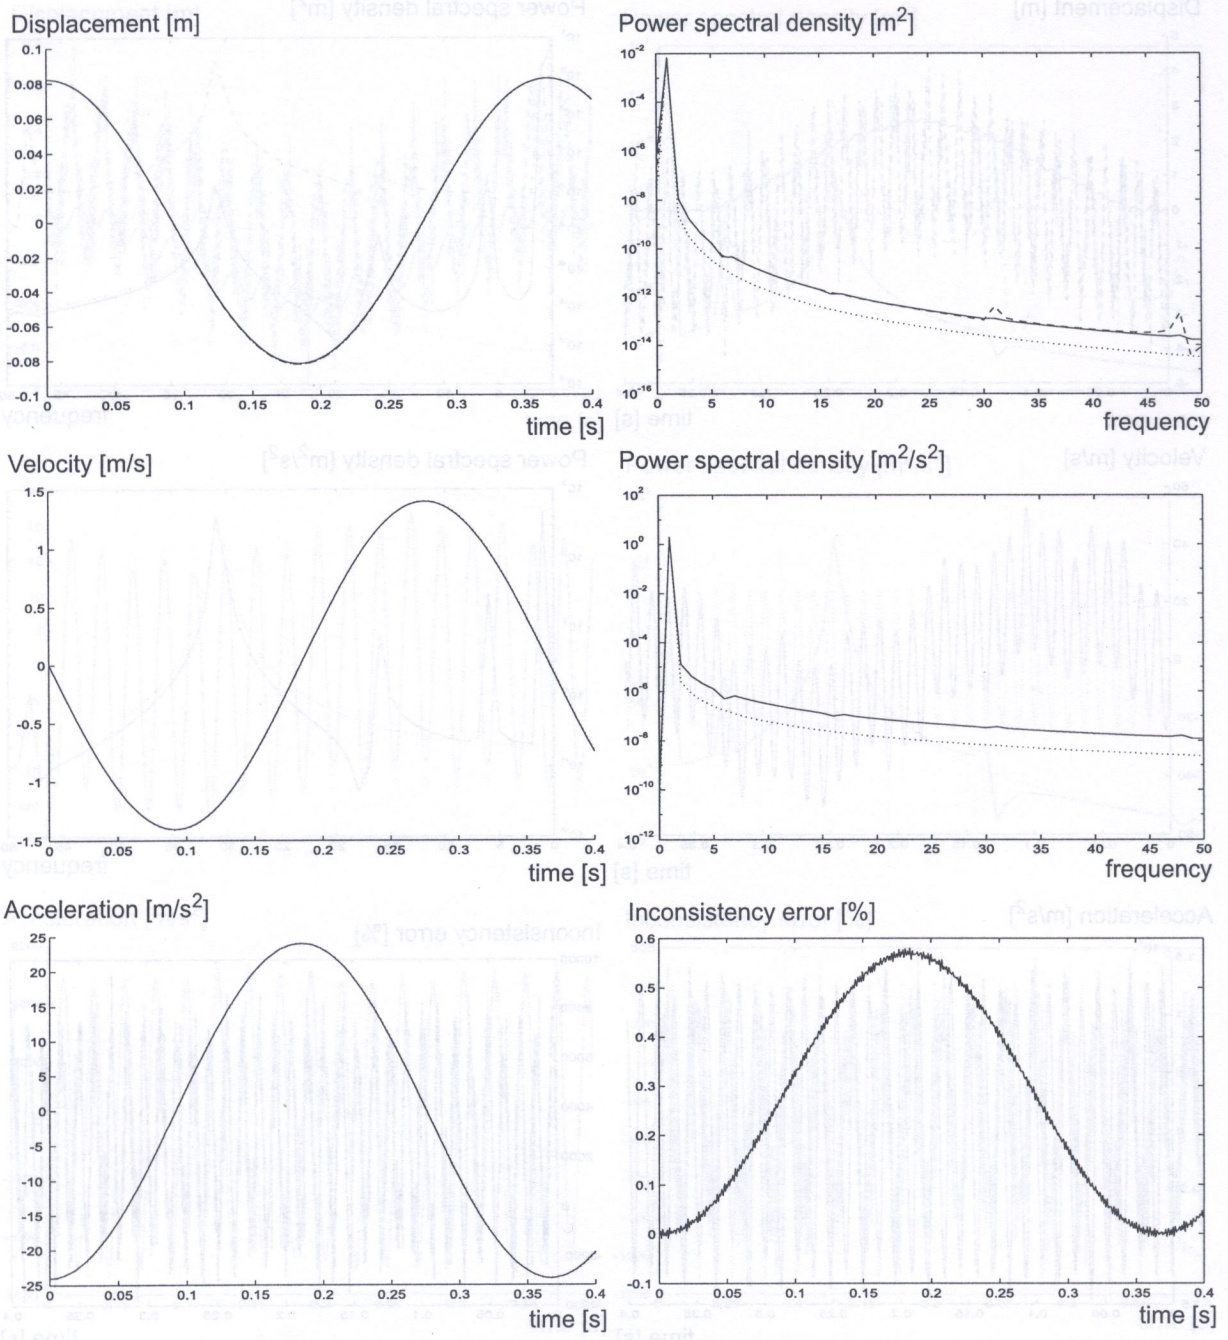 Displacement [m]
0.1
0.08
0.06
0.04
0.02
0
-0.02
-0.04
-0.06
-0.08
-0.1
0 0.05 0.1 0.15 0.2 0.25 0.3 0.35 0.4
time [s]
Power spectral density [m²]
10⁻²
10⁻⁴
10⁻⁶
10⁻⁸
10⁻¹⁰
10⁻¹²
10⁻¹⁴
10⁻¹⁶
0 5 10 15 20 25 30 35 40 45 50
frequency
Velocity [m/s]
1.5
1
0.5
0
-0.5
-1
-1.5
0 0.05 0.1 0.15 0.2 0.25 0.3 0.35 0.4
time [s]
Power spectral density [m²/s²]
10²
10⁰
10⁻²
10⁻⁴
10⁻⁶
10⁻⁸
10⁻¹⁰
10⁻¹²
0 5 10 15 20 25 30 35 40 45 50
frequency
Acceleration [m/s²]
25
20
15
10
5
0
-5
-10
-15
-20
-25
0 0.05 0.1 0.15 0.2 0.25 0.3 0.35 0.4
time [s]
Inconsistency error [%]
0.6
0.5
0.4
0.3
0.2
0.1
0
-0.1
0 0.05 0.1 0.15 0.2 0.25 0.3 0.35 0.4
time [s]